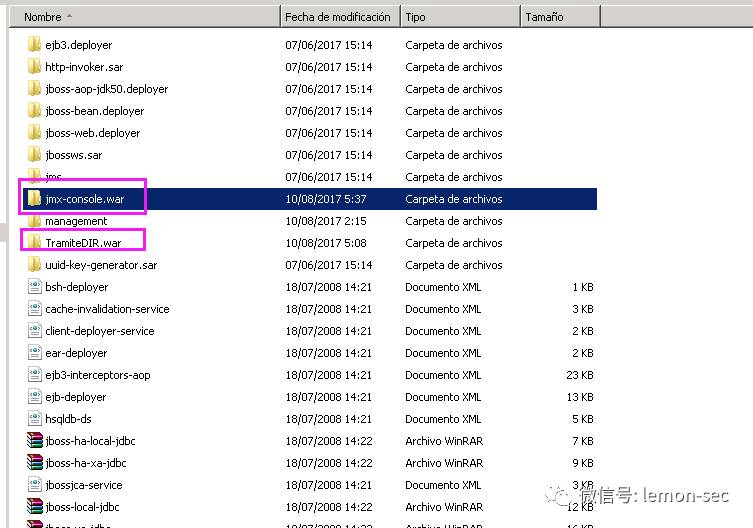 Nombre Fecha de modificación Tipo Tamaño
ejb3.deployer 07/06/2017 15:14 Carpeta de archivos
http-invoker.sar 07/06/2017 15:14 Carpeta de archivos
jboss-aop-jdk50.deployer 07/06/2017 15:14 Carpeta de archivos
jboss-bean.deployer 07/06/2017 15:14 Carpeta de archivos
jboss-web.deployer 07/06/2017 15:14 Carpeta de archivos
jbossws.sar 07/06/2017 15:14 Carpeta de archivos
jms 07/06/2017 15:14 Carpeta de archivos
jmx-console.war 10/08/2017 5:37 Carpeta de archivos
management 10/08/2017 2:15 Carpeta de archivos
TramiteDIR.war 10/08/2017 5:08 Carpeta de archivos
uuid-key-generator.sar 07/06/2017 15:14 Carpeta de archivos
bsh-deployer 18/07/2008 14:21 Documento XML 1 KB
cache-invalidation-service 18/07/2008 14:21 Documento XML 3 KB
client-deployer-service 18/07/2008 14:21 Documento XML 2 KB
ear-deployer 18/07/2008 14:21 Documento XML 2 KB
ejb3-interceptors-aop 18/07/2008 14:21 Documento XML 23 KB
ejb-deployer 18/07/2008 14:21 Documento XML 13 KB
hsqldb-ds 18/07/2008 14:21 Documento XML 5 KB
jboss-ha-local-jdbc 18/07/2008 14:22 Archivo WinRAR 7 KB
jboss-ha-xa-jdbc 18/07/2008 14:22 Archivo WinRAR 9 KB
jbossjca-service 18/07/2008 14:21 Documento XML 3 KB
微信号: lemon-sec
jboss-local-jdbc 18/07/2008 14:22 Archivo WinRAR 12 KB